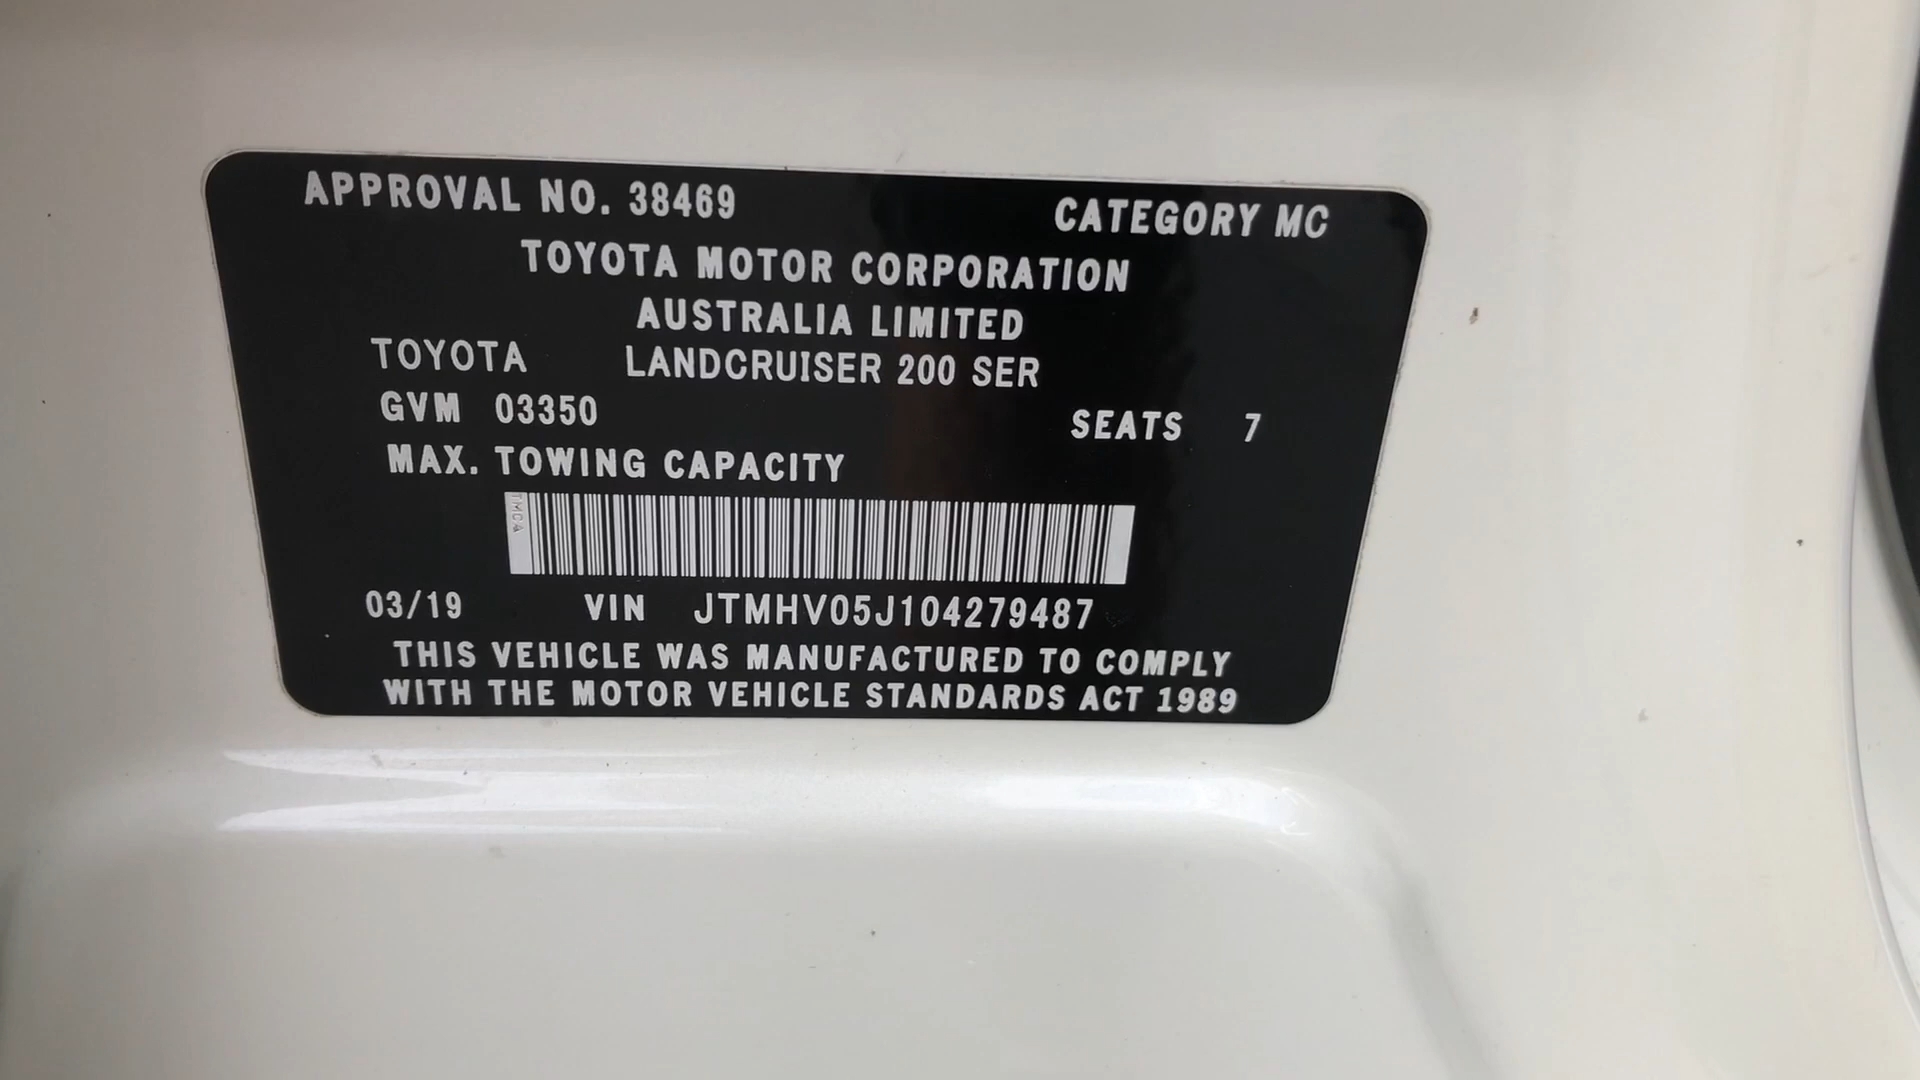 APPROVAL NO. 38469 CATEGORY MC
TOYOTA MOTOR CORPORATION
AUSTRALIA LIMITED
TOYOTA LANDCRUISER 200 SER
GVM 03350 SEATS 7
MAX. TOWING CAPACITY
TMCA
03/19 VIN JTMHV05J104279487
THIS VEHICLE WAS MANUFACTURED TO COMPLY
WITH THE MOTOR VEHICLE STANDARDS ACT 1989